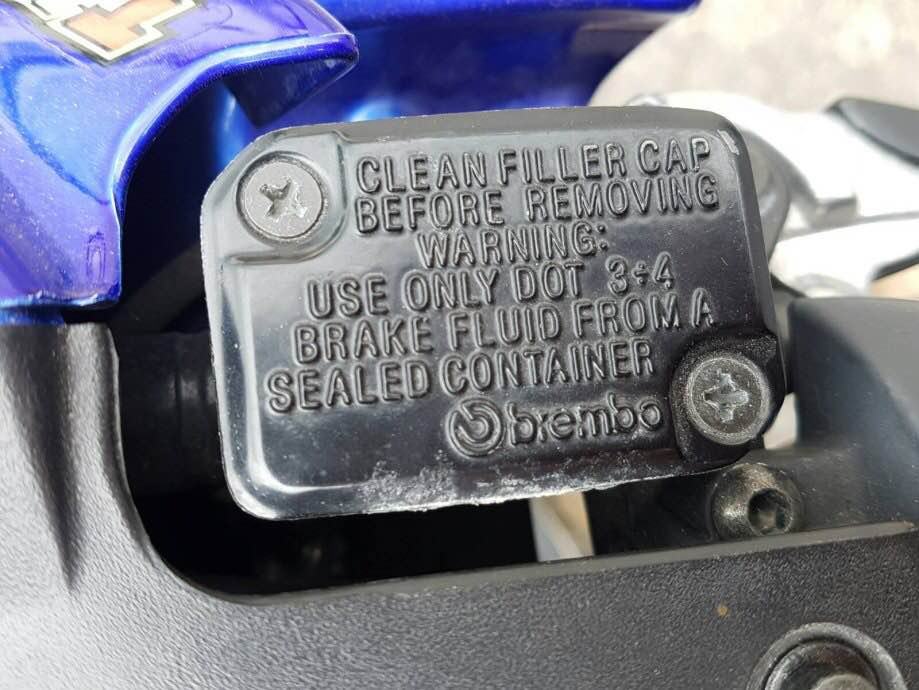 CLEAN FILLER CAP
BEFORE REMOVING
WARNING:
USE ONLY DOT 3÷4
BRAKE FLUID FROM A
SEALED CONTAINER
brembo